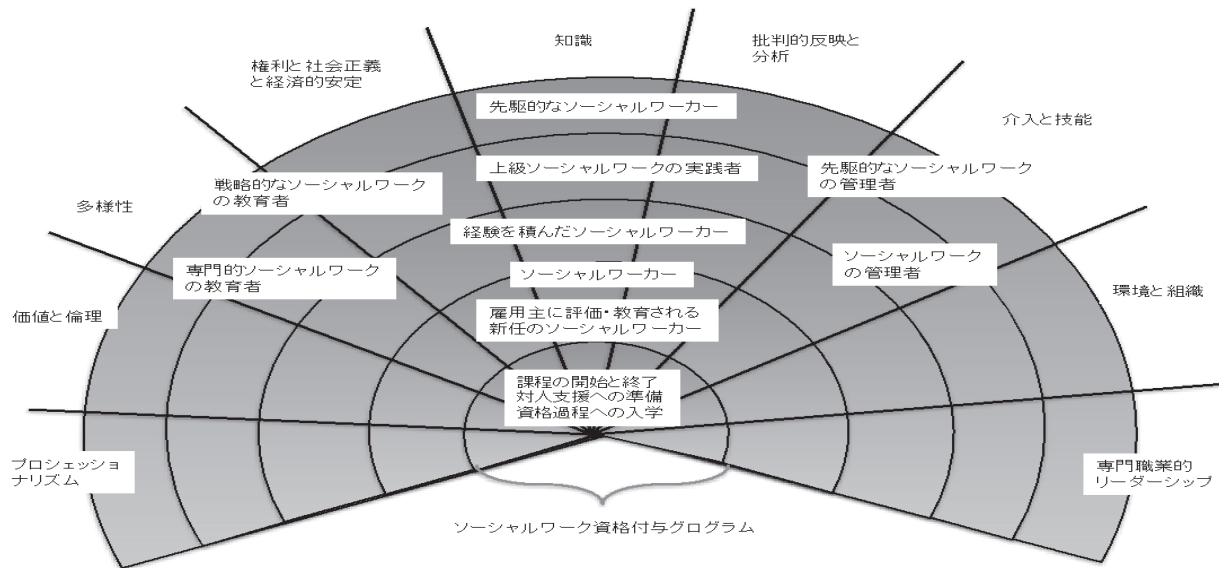 知識
批判的反映と
分析
権利と社会正義
と経済的安定
介入と技能
多様性
環境と組織
価値と倫理
プロシェッショ
ナリズム
専門職業的
リーダーシップ
先駆的なソーシャルワーカー
上級ソーシャルワークの実践者
先駆的なソーシャルワーク
の管理者
戦略的なソーシャルワーク
の教育者
経験を積んだソーシャルワーカー
ソーシャルワーク
の管理者
専門的ソーシャルワーク
の教育者
ソーシャルワーカー
雇用主に評価・教育される
新任のソーシャルワーカー
課程の開始と終了
対人支援への準備
資格過程への入学
ソーシャルワーク資格付与グログラム